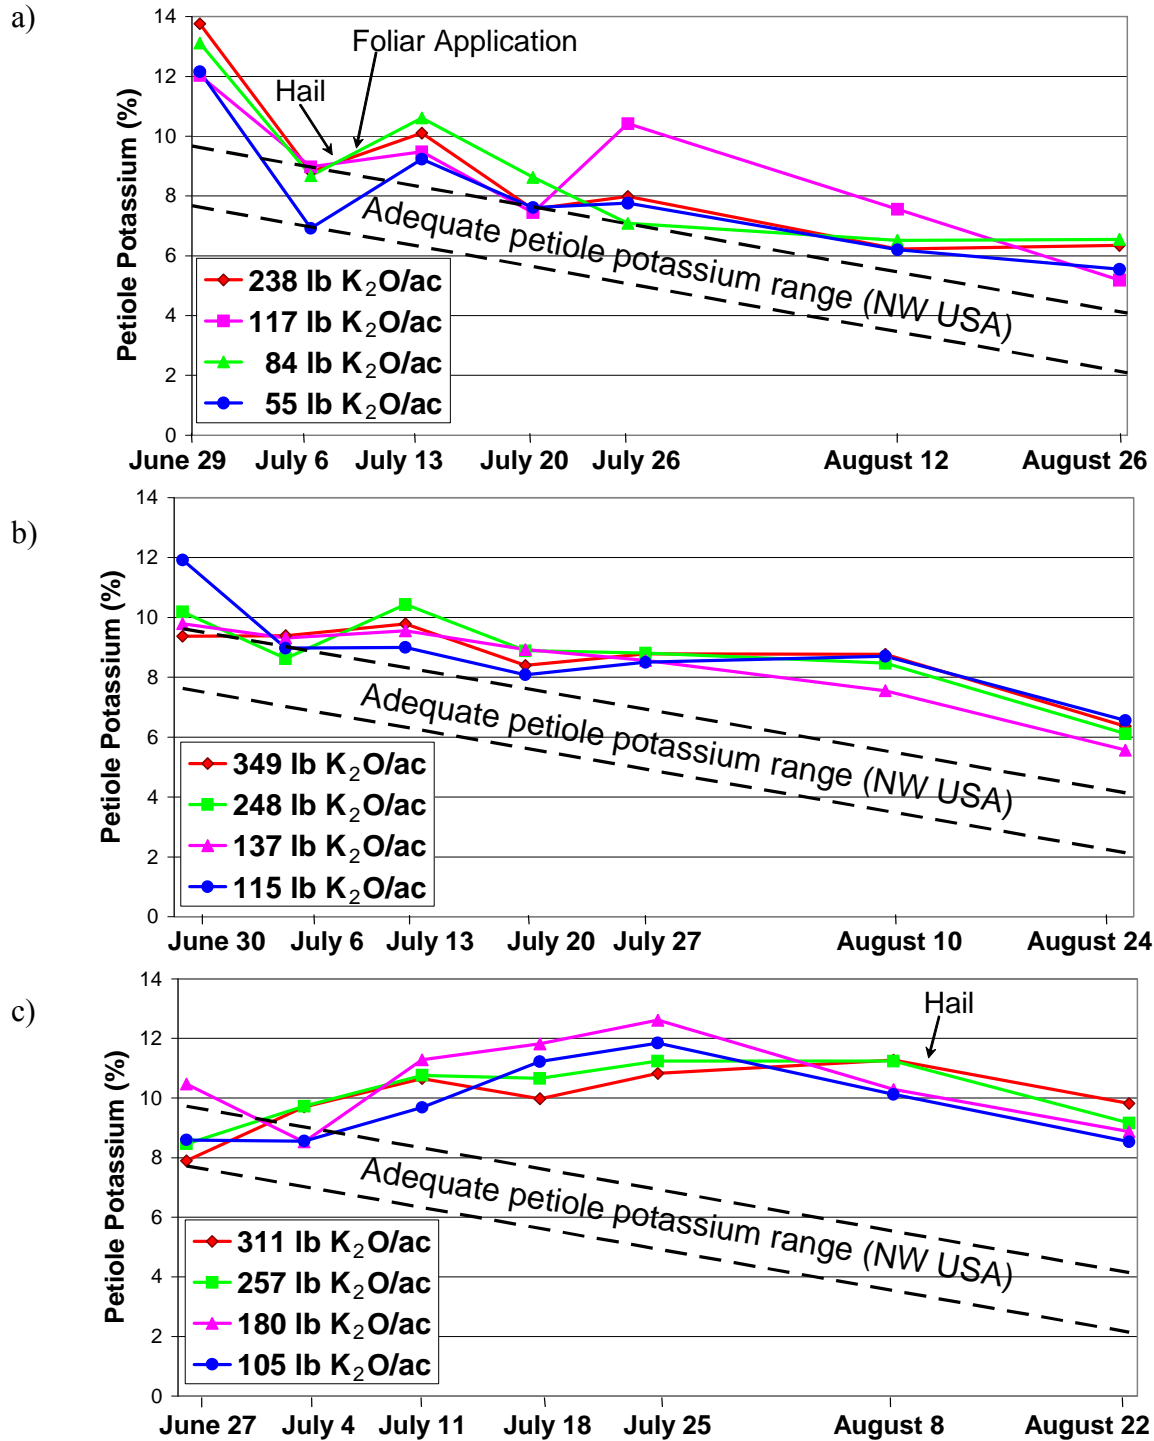 a)
Petiole Potassium (%)
14
12
10
8
6
4
2
0
Foliar Application
Hail
Adequate petiole potassium range (NW USA)
238 lb K₂O/ac
117 lb K₂O/ac
84 lb K₂O/ac
55 lb K₂O/ac
June 29 July 6 July 13 July 20 July 26 August 12 August 26
b)
Petiole Potassium (%)
14
12
10
8
6
4
2
0
Adequate petiole potassium range (NW USA)
349 lb K₂O/ac
248 lb K₂O/ac
137 lb K₂O/ac
115 lb K₂O/ac
June 30 July 6 July 13 July 20 July 27 August 10 August 24
c)
Petiole Potassium (%)
14
12
10
8
6
4
2
0
Hail
Adequate petiole potassium range (NW USA)
311 lb K₂O/ac
257 lb K₂O/ac
180 lb K₂O/ac
105 lb K₂O/ac
June 27 July 4 July 11 July 18 July 25 August 8 August 22